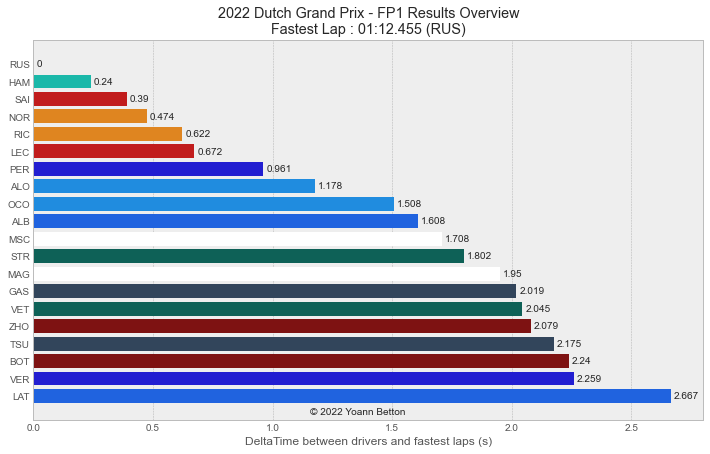 2022 Dutch Grand Prix - FP1 Results Overview
Fastest Lap : 01:12.455 (RUS)
RUS 0
HAM 0.24
SAI 0.39
NOR 0.474
RIC 0.622
LEC 0.672
PER 0.961
ALO 1.178
OCO 1.508
ALB 1.608
MSC 1.708
STR 1.802
MAG 1.95
GAS 2.019
VET 2.045
ZHO 2.079
TSU 2.175
BOT 2.24
VER 2.259
LAT 2.667
© 2022 Yoann Betton
0.0 0.5 1.0 1.5 2.0 2.5
DeltaTime between drivers and fastest laps (s)